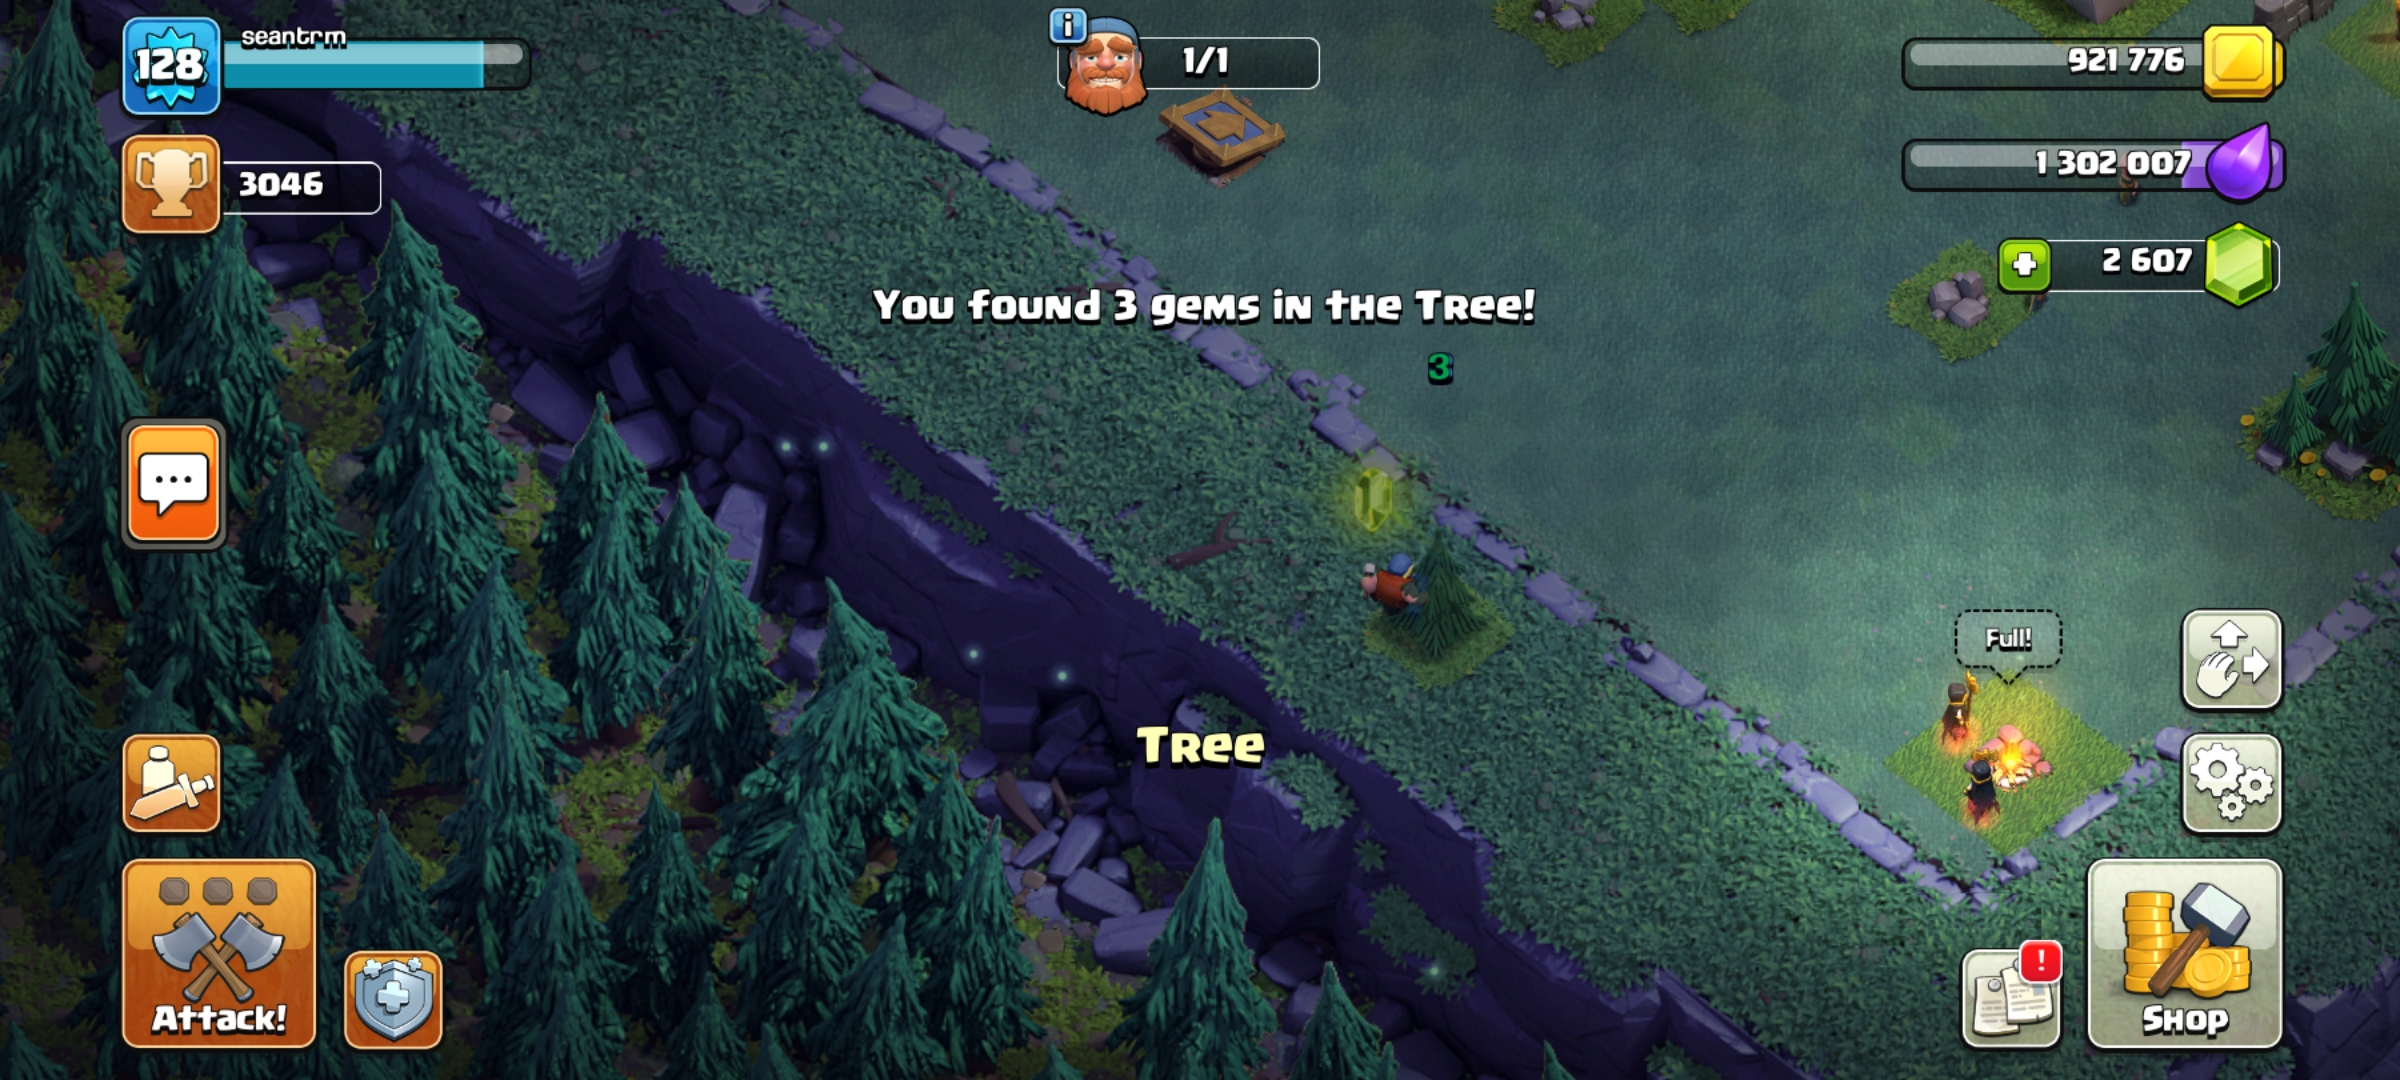 128
seantrm
1/1
921 776
3046
1 302 007
2 607
You found 3 gems in the Tree!
3
Full!
Tree
Attack!
Shop
!
i